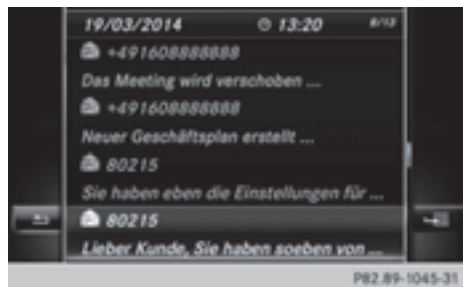 19/03/2014 13:20 8/13
+491608888888
Das Meeting wird verschoben ...
+491608888888
Neuer Geschäftsplan erstellt ...
80215
Sie haben eben die Einstellungen für ...
80215
Lieber Kunde, Sie haben soeben von ...
P82.89-1045-31